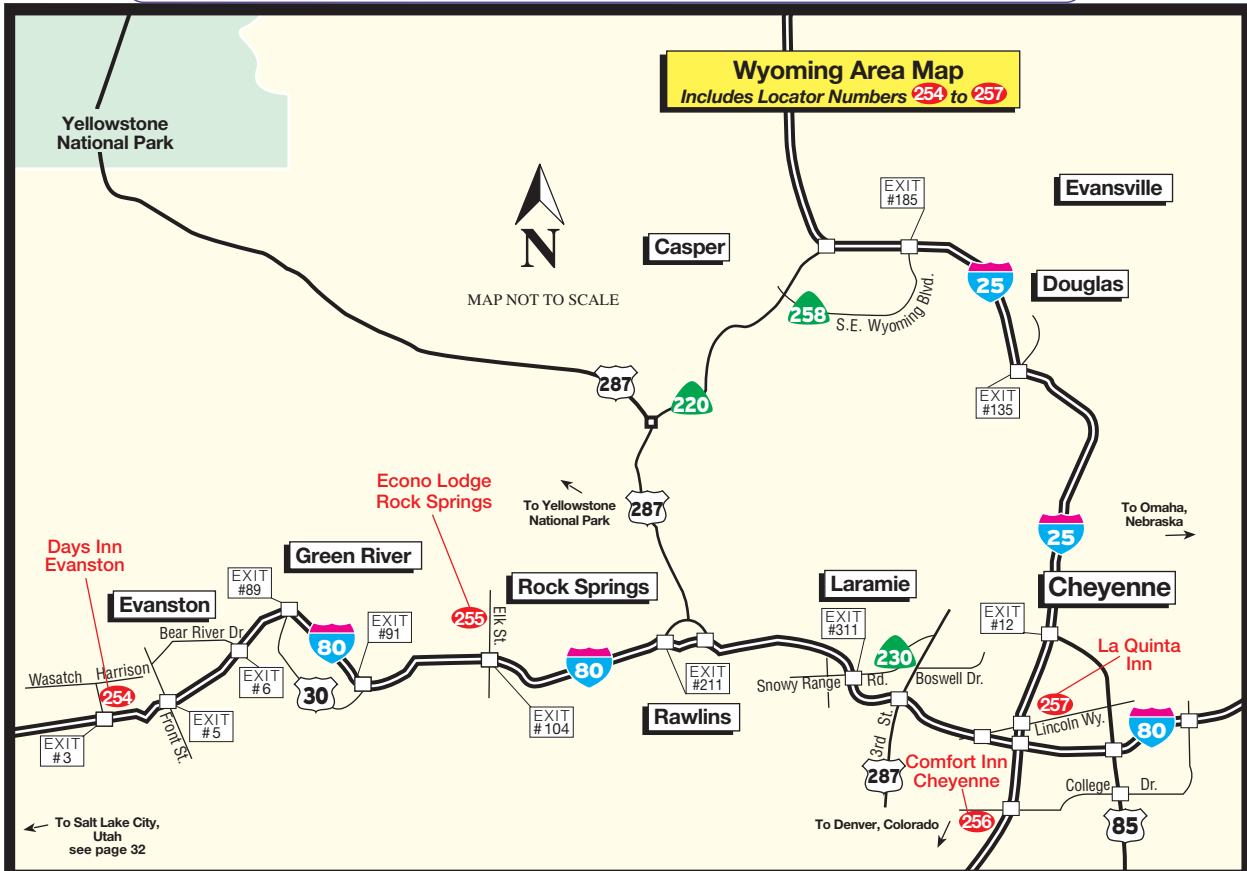 Wyoming Area Map
Includes Locator Numbers 254 to 257
Yellowstone
National Park
EXIT
#185
Evansville
Casper
N
MAP NOT TO SCALE
25
Douglas
258
S.E. Wyoming Blvd.
287
220
EXIT
#135
Econo Lodge
Rock Springs
To Yellowstone
National Park
287
To Omaha,
Nebraska
25
Days Inn
Evanston
Green River
EXIT
#89
Evanston
Bear River Dr.
80
EXIT
#91
255
Elk St.
Rock Springs
Laramie
Cheyenne
EXIT
#311
EXIT
#12
Wasatch
Harrison
254
EXIT
#6
30
80
EXIT
#211
230
Snowy Range Rd.
Boswell Dr.
La Quinta
Inn
257
Lincoln Wy.
80
EXIT
#3
Front St.
EXIT
#5
EXIT
#104
Rawlins
3rd St.
287
Comfort Inn
Cheyenne
College Dr.
256
85
To Salt Lake City,
Utah
see page 32
To Denver, Colorado